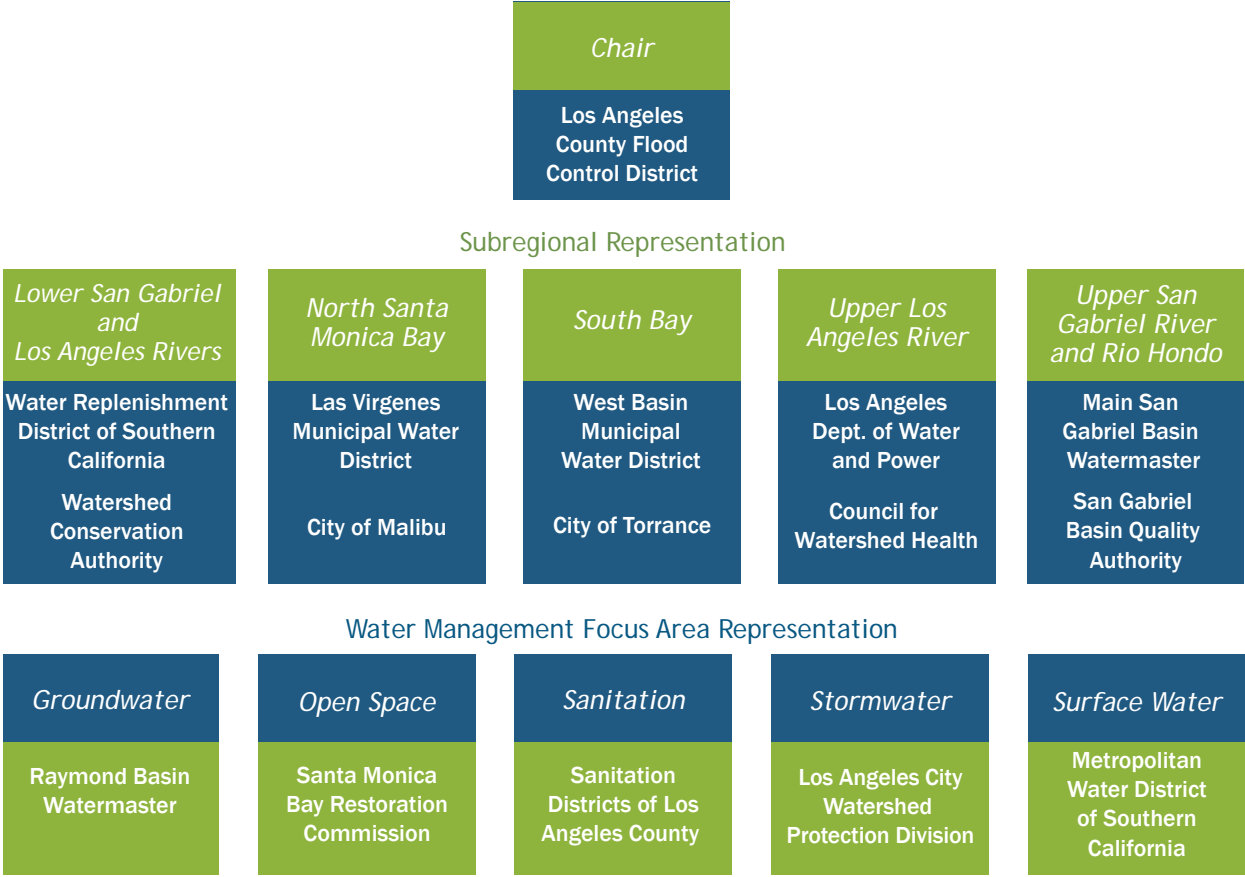 Chair
Los Angeles
County Flood
Control District
Subregional Representation
Lower San Gabriel
and
Los Angeles Rivers
Water Replenishment
District of Southern
California
Watershed
Conservation
Authority
North Santa
Monica Bay
Las Virgenes
Municipal Water
District
City of Malibu
South Bay
West Basin
Municipal
Water District
City of Torrance
Upper Los
Angeles River
Los Angeles
Dept. of Water
and Power
Council for
Watershed Health
Upper San
Gabriel River
and Rio Hondo
Main San
Gabriel Basin
Watermaster
San Gabriel
Basin Quality
Authority
Water Management Focus Area Representation
Groundwater
Raymond Basin
Watermaster
Open Space
Santa Monica
Bay Restoration
Commission
Sanitation
Sanitation
Districts of Los
Angeles County
Stormwater
Los Angeles City
Watershed
Protection Division
Surface Water
Metropolitan
Water District
of Southern
California